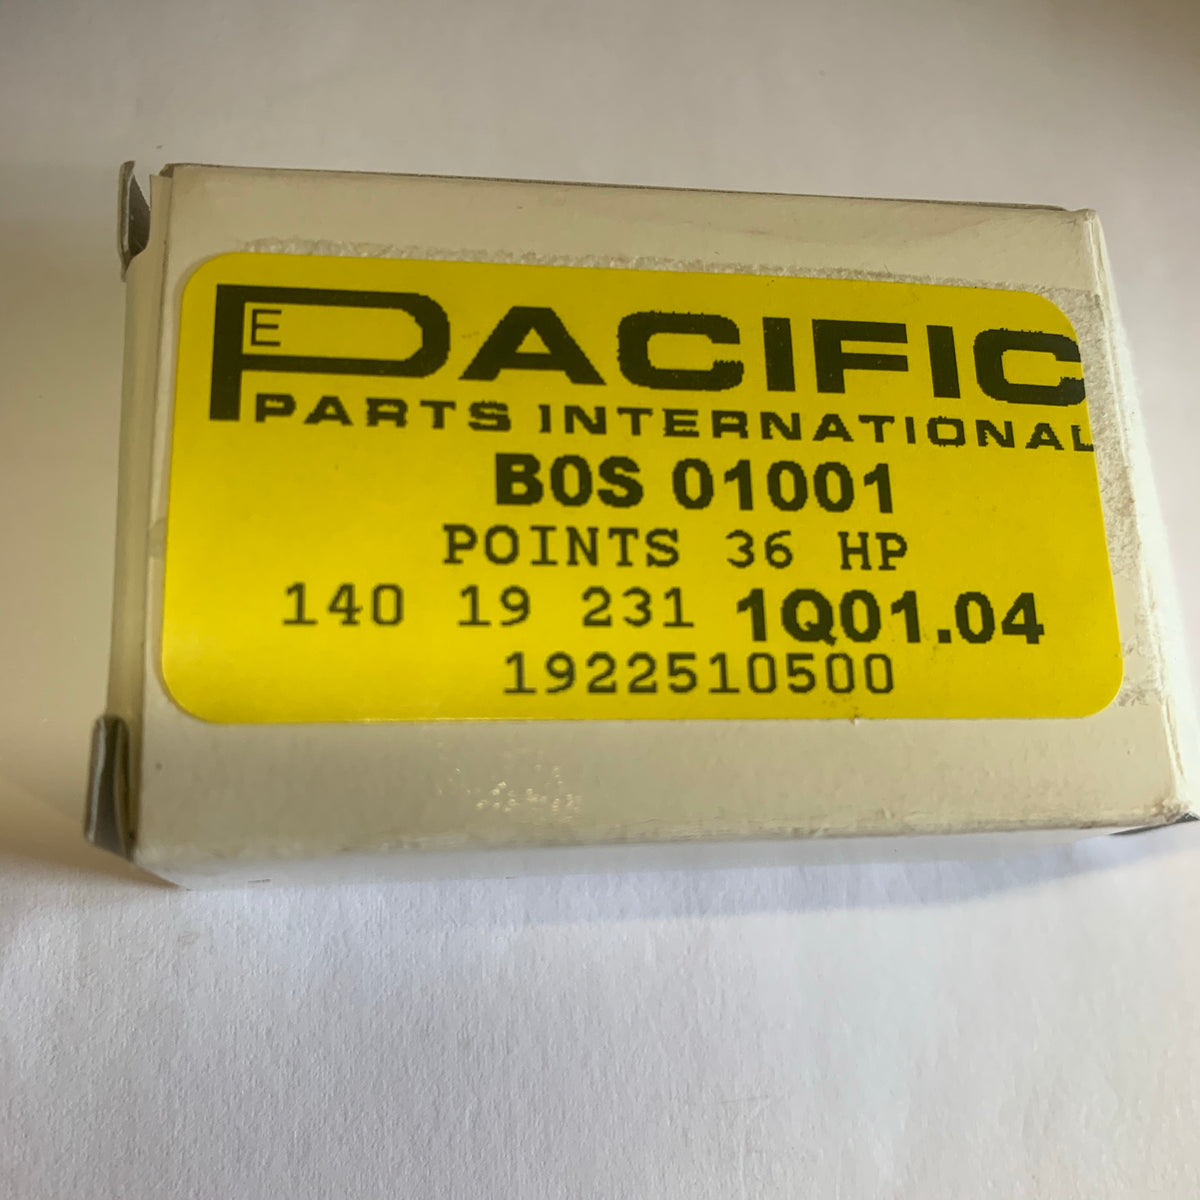 E
PACIFIC
PARTS INTERNATIONAL
BOS 01001
POINTS 36 HP
140 19 231 1Q01.04
1922510500